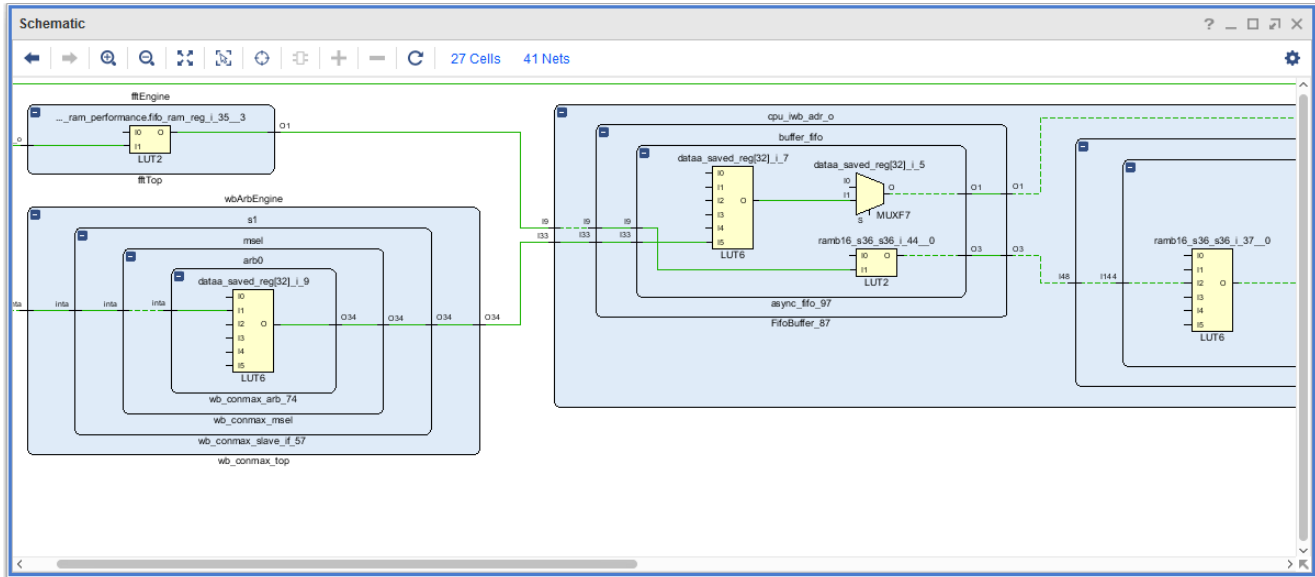 Schematic
27 Cells 41 Nets
fftEngine
..._ram_performance.fifo_ram_reg_i_35__3
I0 O
I1
LUT2
O1
fftTop
wbArbEngine
s1
msel
arb0
dataa_saved_reg[32]_i_9
I0
I1
I2 O
I3
I4
I5
LUT6
inta inta inta
O34 O34 O34 O34
wb_conmax_arb_74
wb_conmax_msel
wb_conmax_slave_if_57
wb_conmax_top
cpu_iwb_adr_o
buffer_fifo
dataa_saved_reg[32]_i_7
I0
I1
I2 O
I3
I4
I5
LUT6
I9 I9 I9
I33 I33 I33
dataa_saved_reg[32]_i_5
I0
I1 O
S MUXF7
O1 O1
ramb16_s36_s36_i_44__0
I0 O
I1
LUT2
O3 O3
async_fifo_97
FifoBuffer_87
I48 I144
ramb16_s36_s36_i_37__0
I0
I1
I2 O
I3
I4
I5
LUT6